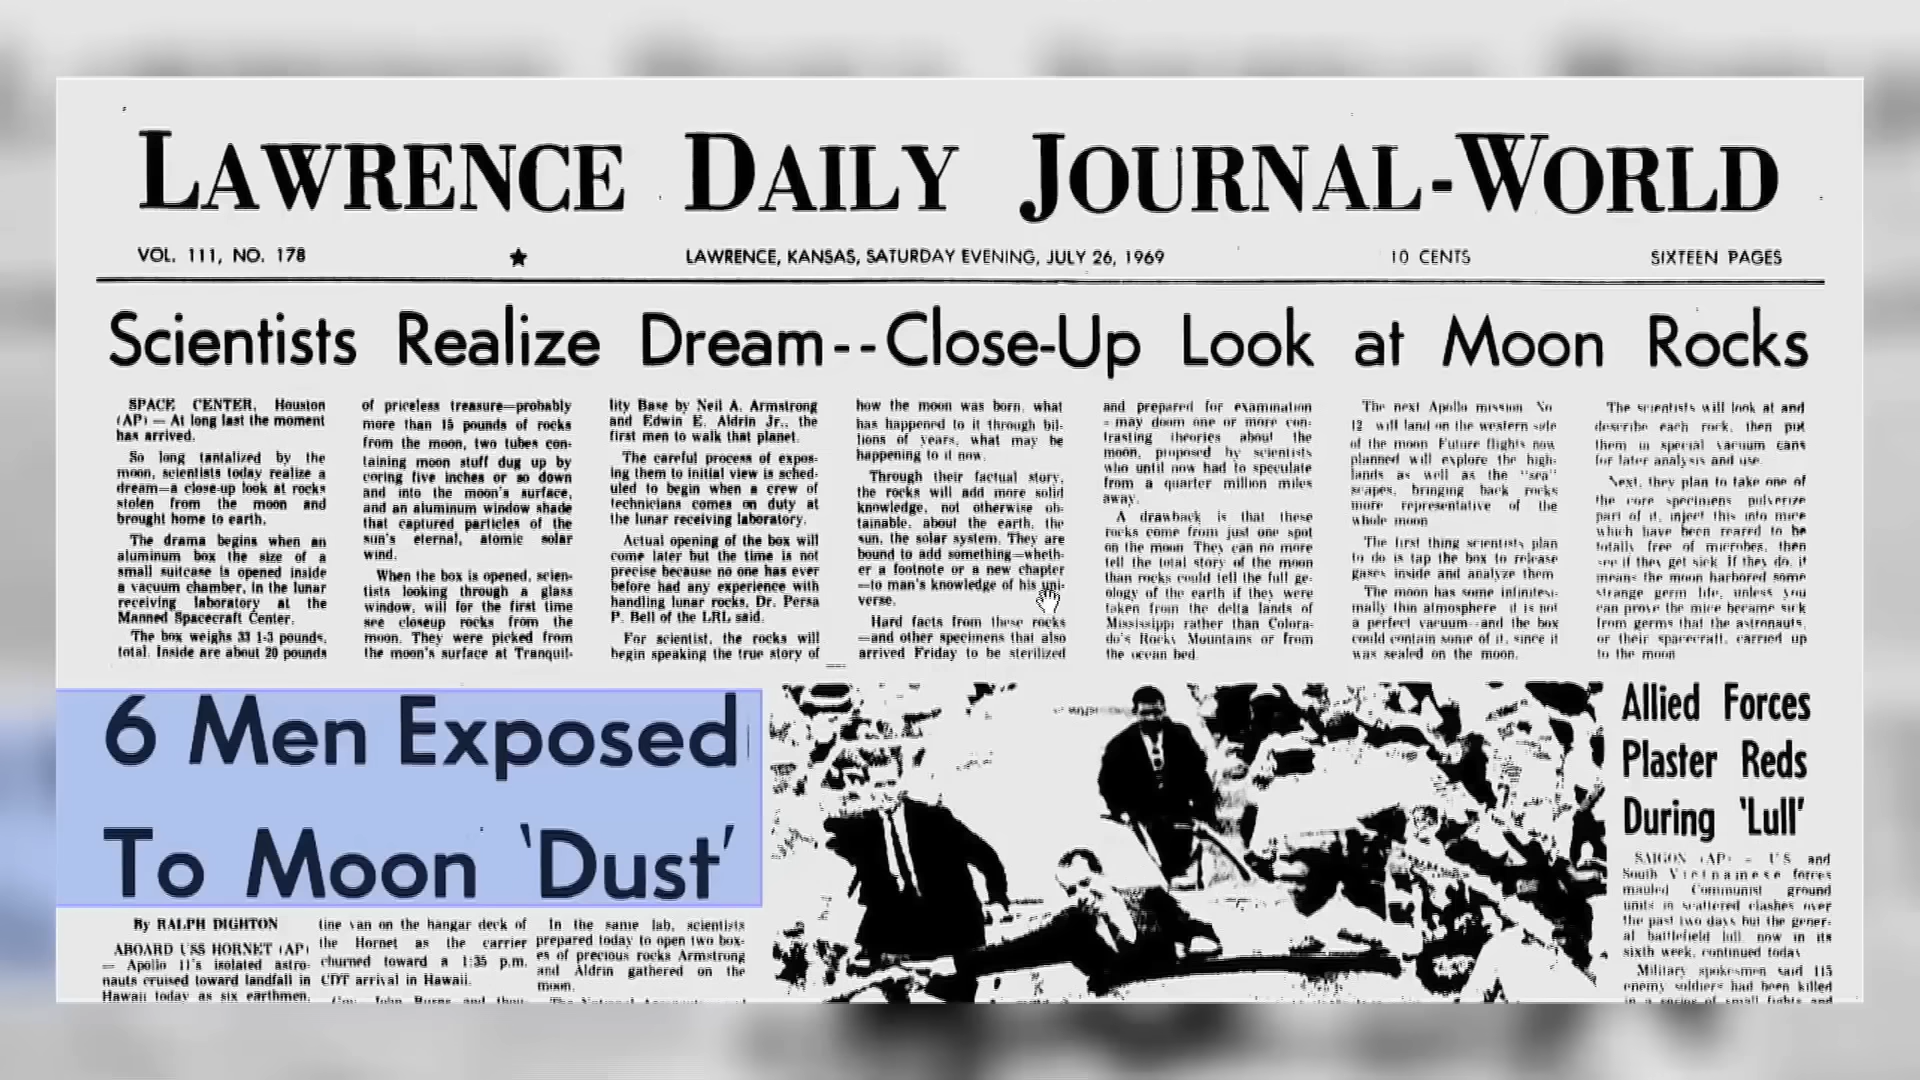 LAWRENCE DAILY JOURNAL-WORLD
VOL. 111, NO. 178
LAWRENCE, KANSAS, SATURDAY EVENING, JULY 26, 1969
10 CENTS
SIXTEEN PAGES
Scientists Realize Dream--Close-Up Look at Moon Rocks
SPACE CENTER, Houston
(AP) — At long last the moment
has arrived.
So long tantalized by the
moon, scientists today realize a
dream—a close-up look at rocks
stolen from the moon and
brought home to earth.
The drama begins when an
aluminum box the size of a
small suitcase is opened inside
a vacuum chamber, in the lunar
receiving laboratory at the
Manned Spacecraft Center.
The box weighs 33 1-3 pounds,
total. Inside are about 20 pounds
of priceless treasure—probably
more than 15 pounds of rocks
from the moon, two tubes con-
taining moon stuff dug up by
coring five inches or so down
and into the moon's surface,
and an aluminum window shade
that captured particles of the
sun's eternal, atomic solar
wind.
When the box is opened, scien-
tists looking through a glass
window, will for the first time
see closeup rocks from the
moon. They were picked from
the moon's surface at Tranquil-
lity Base by Neil A. Armstrong
and Edwin E. Aldrin Jr., the
first men to walk that planet.
The careful process of expos-
ing them to initial view is sched-
uled to begin when a crew of
technicians comes on duty at
the lunar receiving laboratory.
Actual opening of the box will
come later but the time is not
precise because no one has ever
before had any experience with
handling lunar rocks, Dr. Persa
P. Bell of the LRL said.
For scientist, the rocks will
begin speaking the true story of
how the moon was born, what
has happened to it through bil-
lions of years, what may be
happening to it now.
Through their factual story,
the rocks will add more solid
knowledge, not otherwise ob-
tainable, about the earth, the
sun, the solar system. They are
bound to add something—wheth-
er a footnote or a new chapter
—to man's knowledge of his uni-
verse.
Hard facts from these rocks
—and other specimens that also
arrived Friday to be sterilized
and prepared for examination
— may doom one or more con-
trasting theories about the
moon, proposed by scientists
who until now had to speculate
from a quarter million miles
away.
A drawback is that these
rocks come from just one spot
on the moon They can no more
tell the total story of the moon
than rocks could tell the full ge-
ology of the earth if they were
taken from the delta lands of
Mississippi rather than Colora-
do's Rocky Mountains or from
the ocean bed.
The next Apollo mission, No
12 will land on the western side
of the moon Future flights now
planned will explore the high-
lands as well as the "sea"
scapes, bringing back rocks
more representative of the
whole moon
The first thing scientists plan
to do is tap the box to release
gases inside and analyze them
The moon has some infinitesi-
mally thin atmosphere it is not
a perfect vacuum—and the box
could contain some of it, since it
was sealed on the moon.
The scientists will look at and
describe each rock, then put
them in special vacuum cans
for later analysis and use.
Next, they plan to take one of
the core specimens pulverize
part of it, inject this into mice
which have been reared to be
totally free of microbes, then
see if they get sick If they do, it
means the moon harbored some
strange germ life, unless you
can prove the mice became sick
from germs that the astronauts,
or their spacecraft, carried up
to the moon
6 Men Exposed
To Moon 'Dust'
By RALPH DIGHTON
ABOARD USS HORNET (AP)
— Apollo 11's isolated astro-
nauts cruised toward landfall in
Hawaii today as six earthmen,
tine van on the hangar deck of
the Hornet as the carrier
churned toward a 1:35 p.m.
CDT arrival in Hawaii.
Gov. John Burns and
In the same lab, scientists
prepared today to open two box-
es of precious rocks Armstrong
and Aldrin gathered on the
moon.
Allied Forces
Plaster Reds
During 'Lull'
SAIGON (AP) — U S and
South Vietnamese forces
mauled Communist ground
units in scattered clashes over
the past two days but the gener-
al battlefield lull, now in its
sixth week, continued today
Military spokesmen said 115
enemy soldiers had been killed
in a series of small fights and